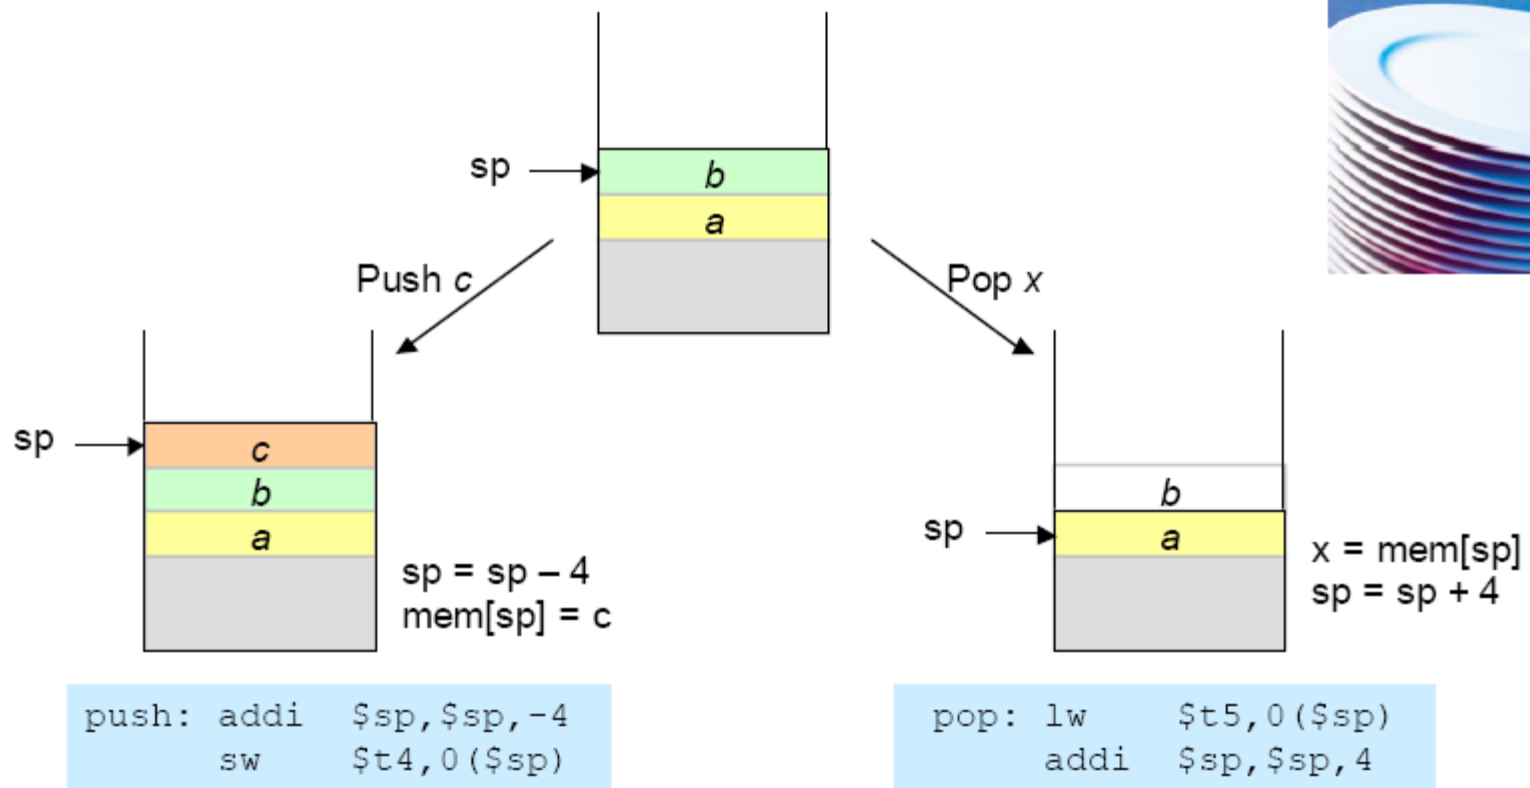 sp
b
a
Push c
Pop x
sp
c
b
a
sp = sp – 4
mem[sp] = c
sp
b
a
x = mem[sp]
sp = sp + 4
push: addi $sp,$sp,-4
sw $t4,0($sp)
pop: lw $t5,0($sp)
addi $sp,$sp,4